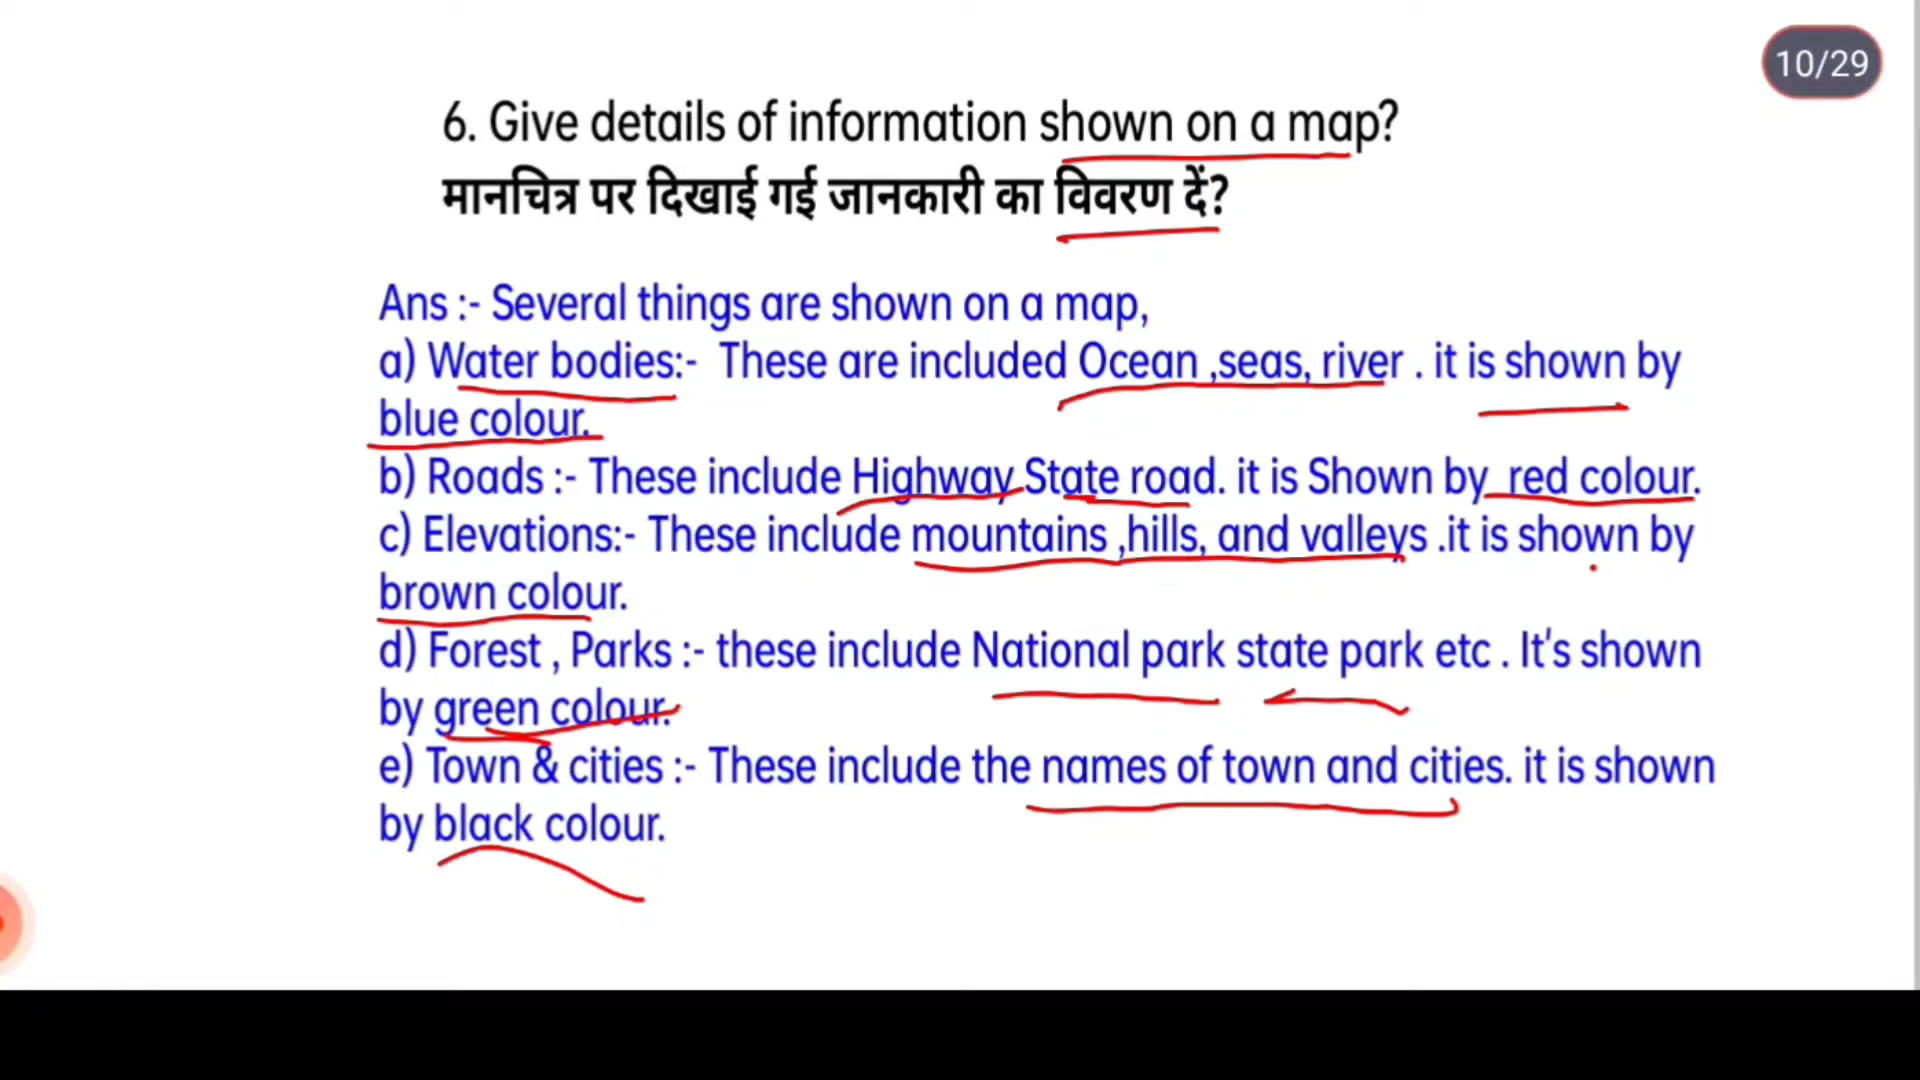 10/29
6. Give details of information shown on a map?
मानचित्र पर दिखाई गई जानकारी का विवरण दें?
Ans :- Several things are shown on a map,
a) Water bodies:- These are included Ocean ,seas, river . it is shown by
blue colour.
b) Roads :- These include Highway State road. it is Shown by red colour.
c) Elevations:- These include mountains ,hills, and valleys .it is shown by
brown colour.
d) Forest , Parks :- these include National park state park etc . It's shown
by green colour.
e) Town & cities :- These include the names of town and cities. it is shown
by black colour.